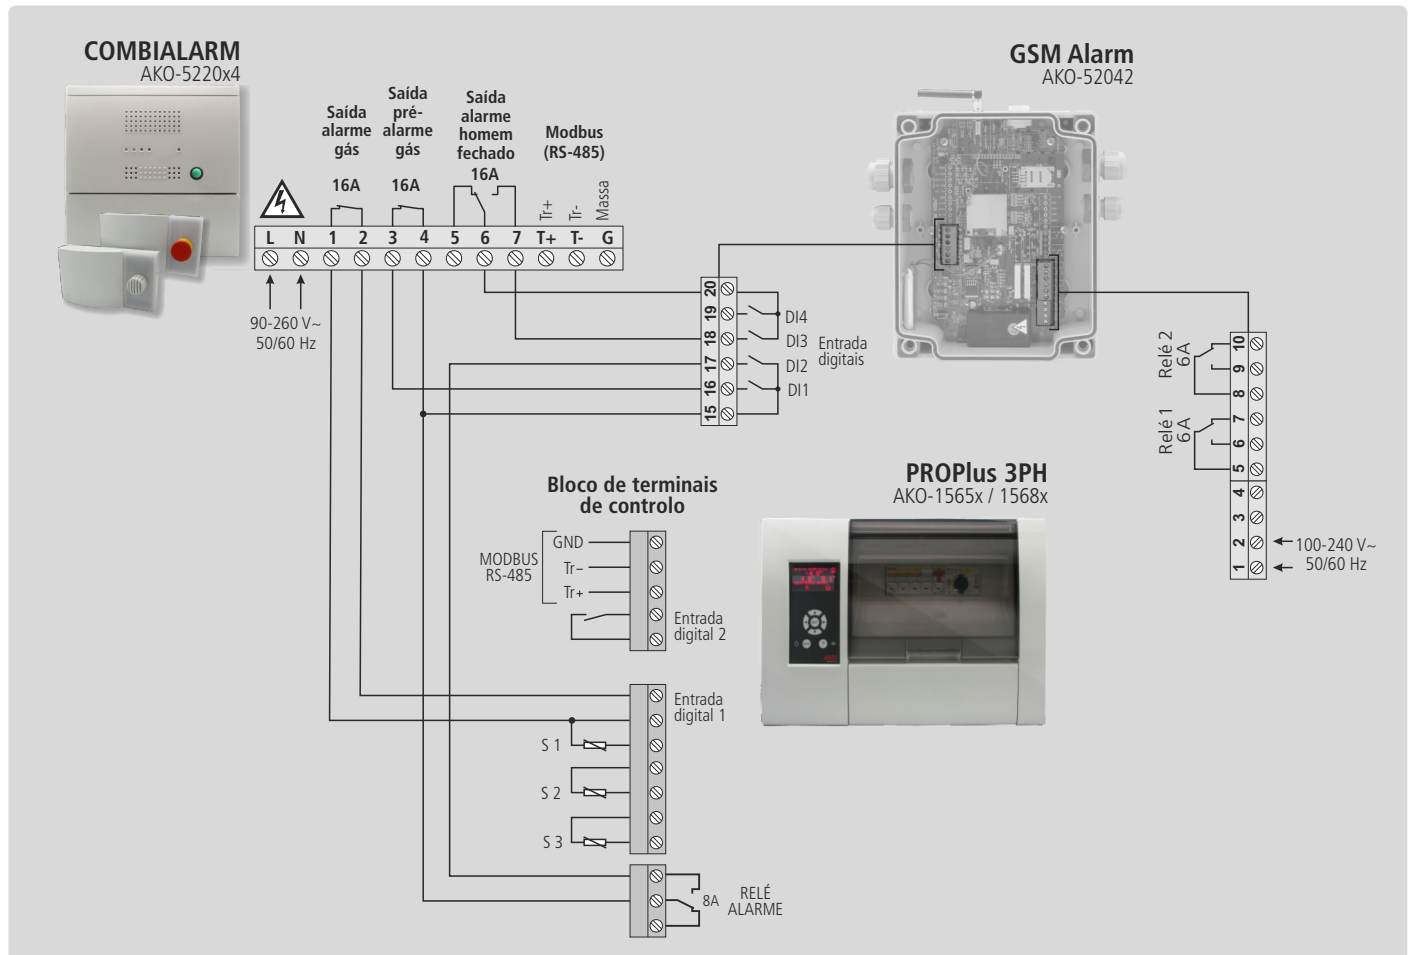 COMBIALARM
AKO-5220x4
GSM Alarm
AKO-52042
Saída
alarme
gás
16A
Saída
pré-
alarme
gás
16A
Saída
alarme
homem
fechado
16A
Modbus
(RS-485)
Tr+
Tr-
Massa
L N 1 2 3 4 5 6 7 T+ T- G
90-260 V~
50/60 Hz
20
19
18
17
16
15
DI4
DI3
DI2
DI1
Entrada
digitais
Relé 2
6A
Relé 1
6A
10
9
8
7
6
5
4
3
2
1
100-240 V~
50/60 Hz
Bloco de terminais
de controlo
MODBUS
RS-485
GND
Tr–
Tr+
Entrada
digital 2
PROPlus 3PH
AKO-1565x / 1568x
Entrada
digital 1
S 1
S 2
S 3
8A
RELÉ
ALARME